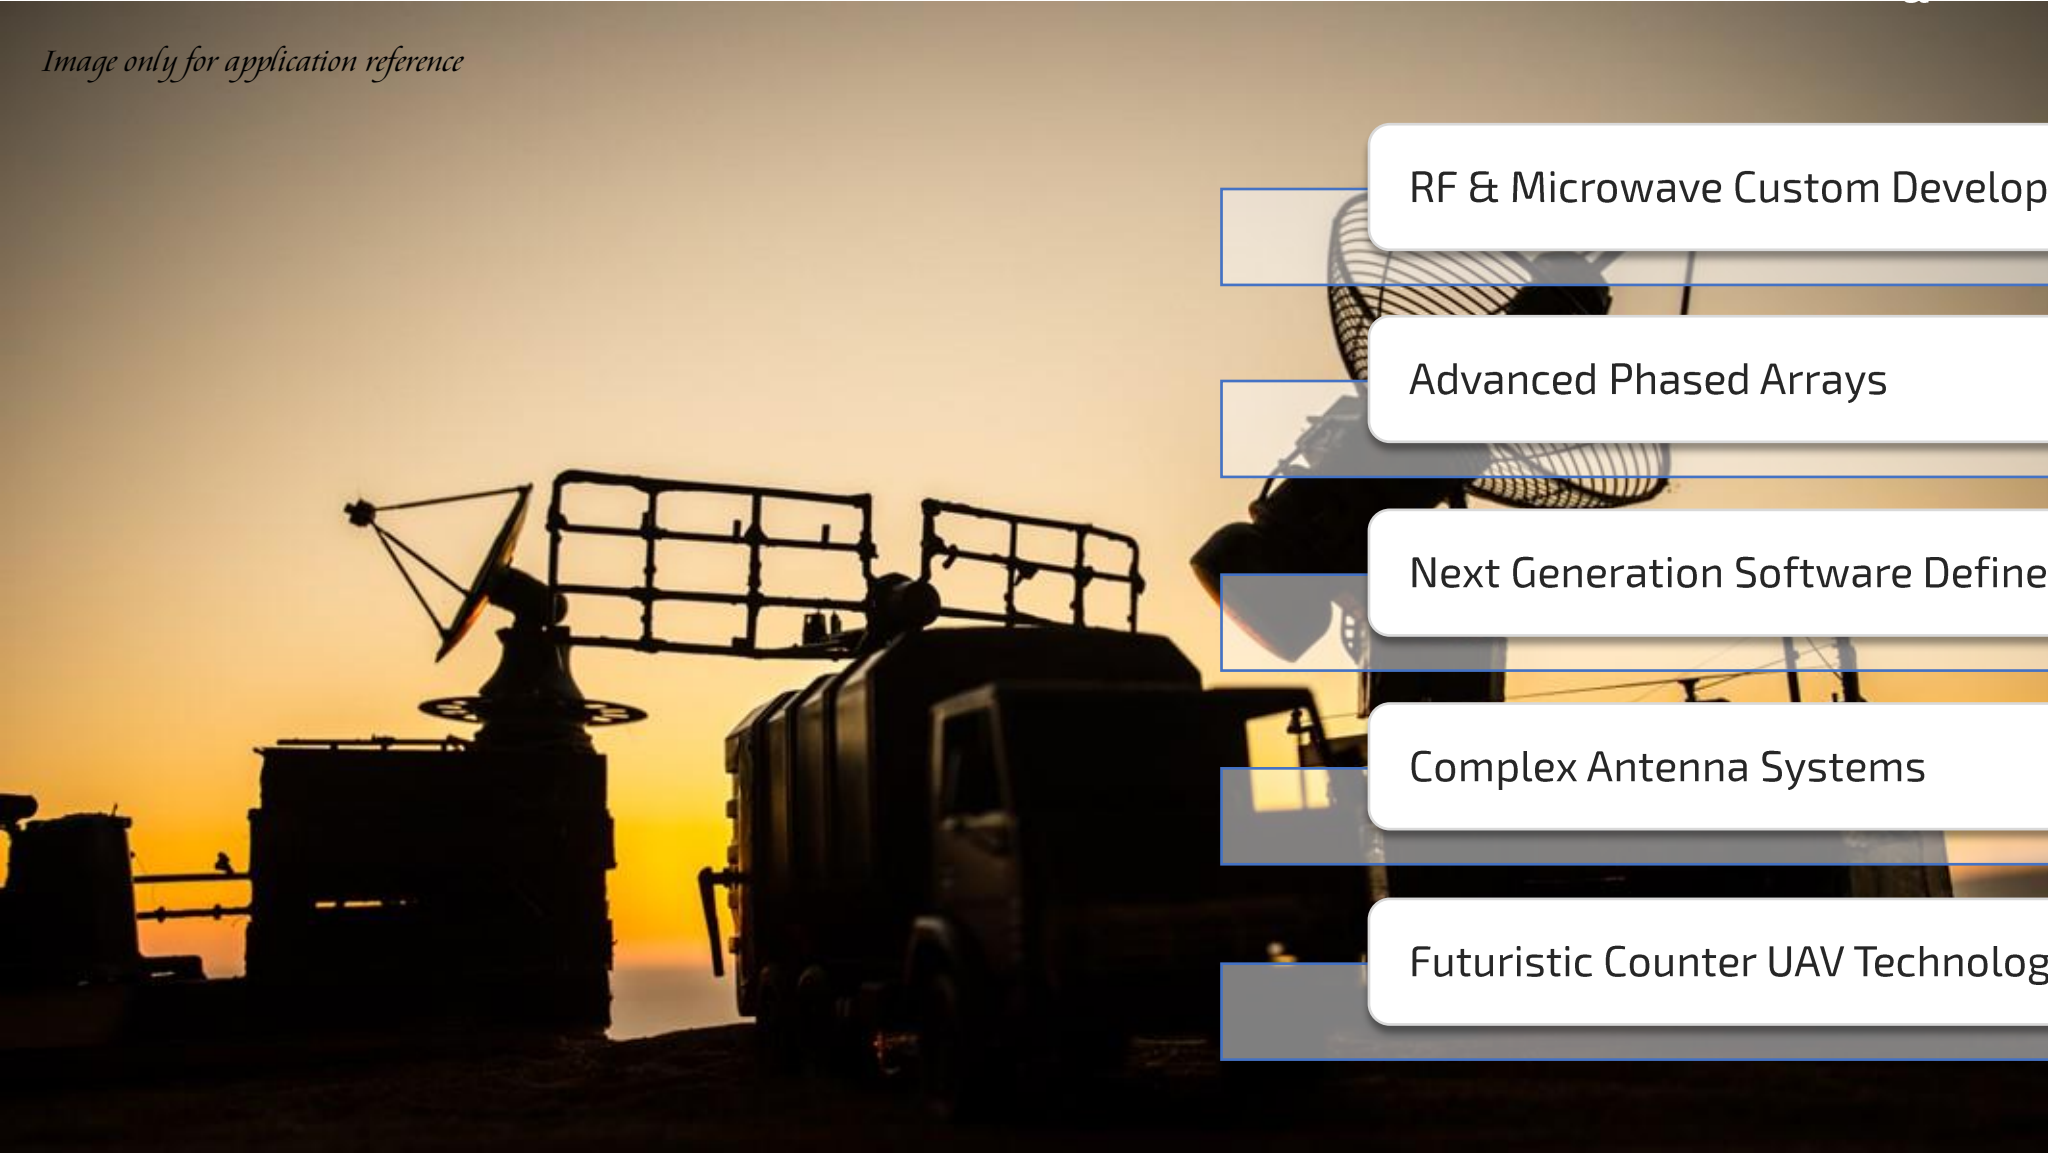 Image only for application reference
RF & Microwave Custom Develop
Advanced Phased Arrays
Next Generation Software Define
Complex Antenna Systems
Futuristic Counter UAV Technolog